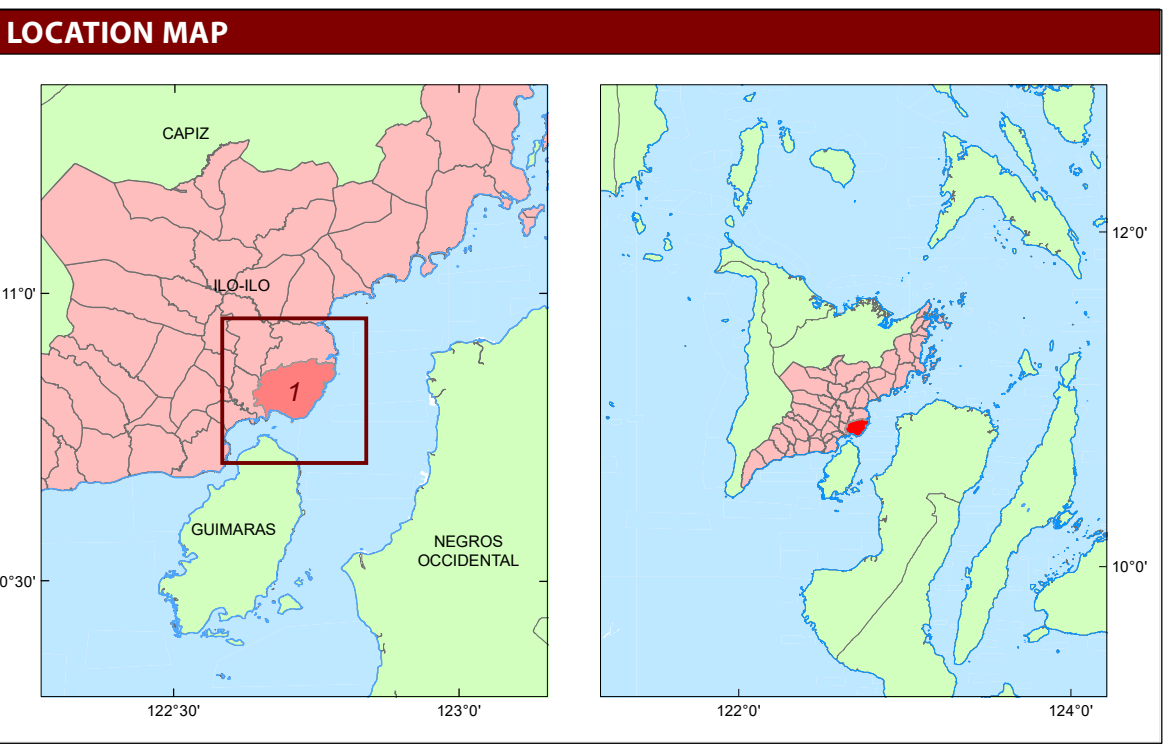 LOCATION MAP
CAPIZ
ILO-ILO
11°0'
1
GUIMARAS
NEGROS
OCCIDENTAL
0°30'
122°30'
123°0'
12°0'
10°0'
122°0'
124°0'